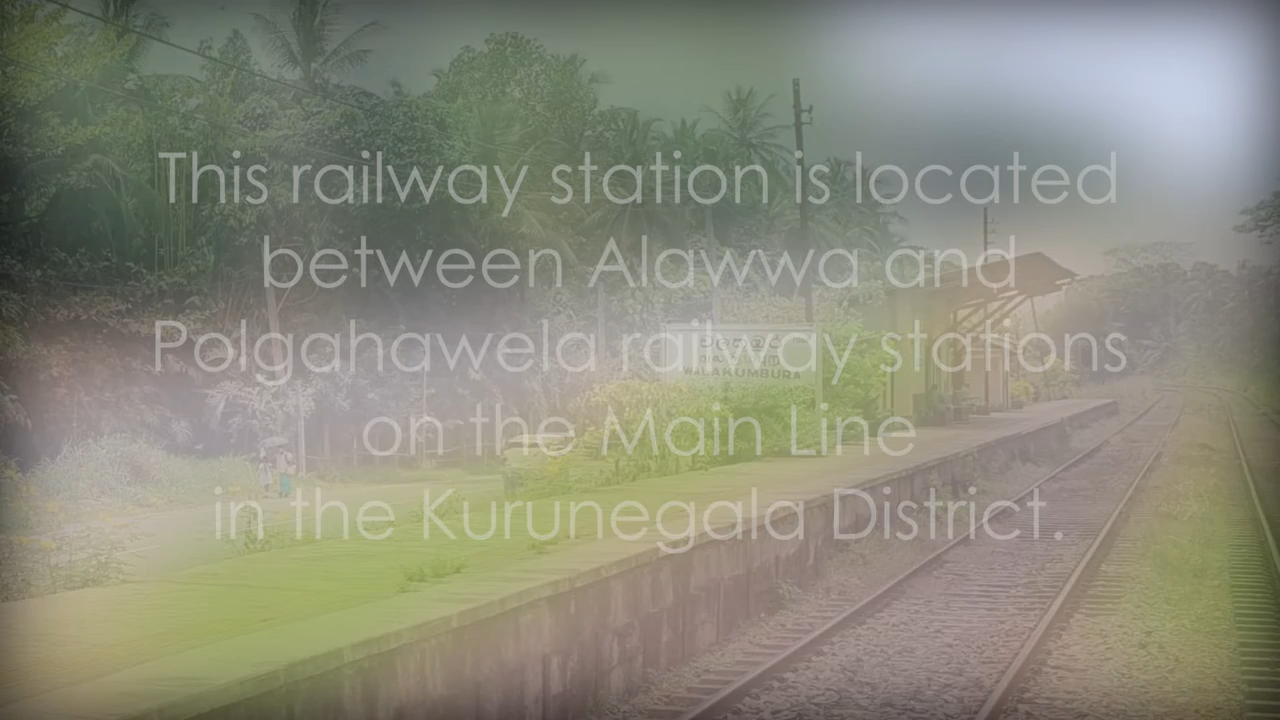 This railway station is located
between Alawwa and
Polgahawela railway stations
on the Main Line
in the Kurunegala District.
WALAKUMBURA